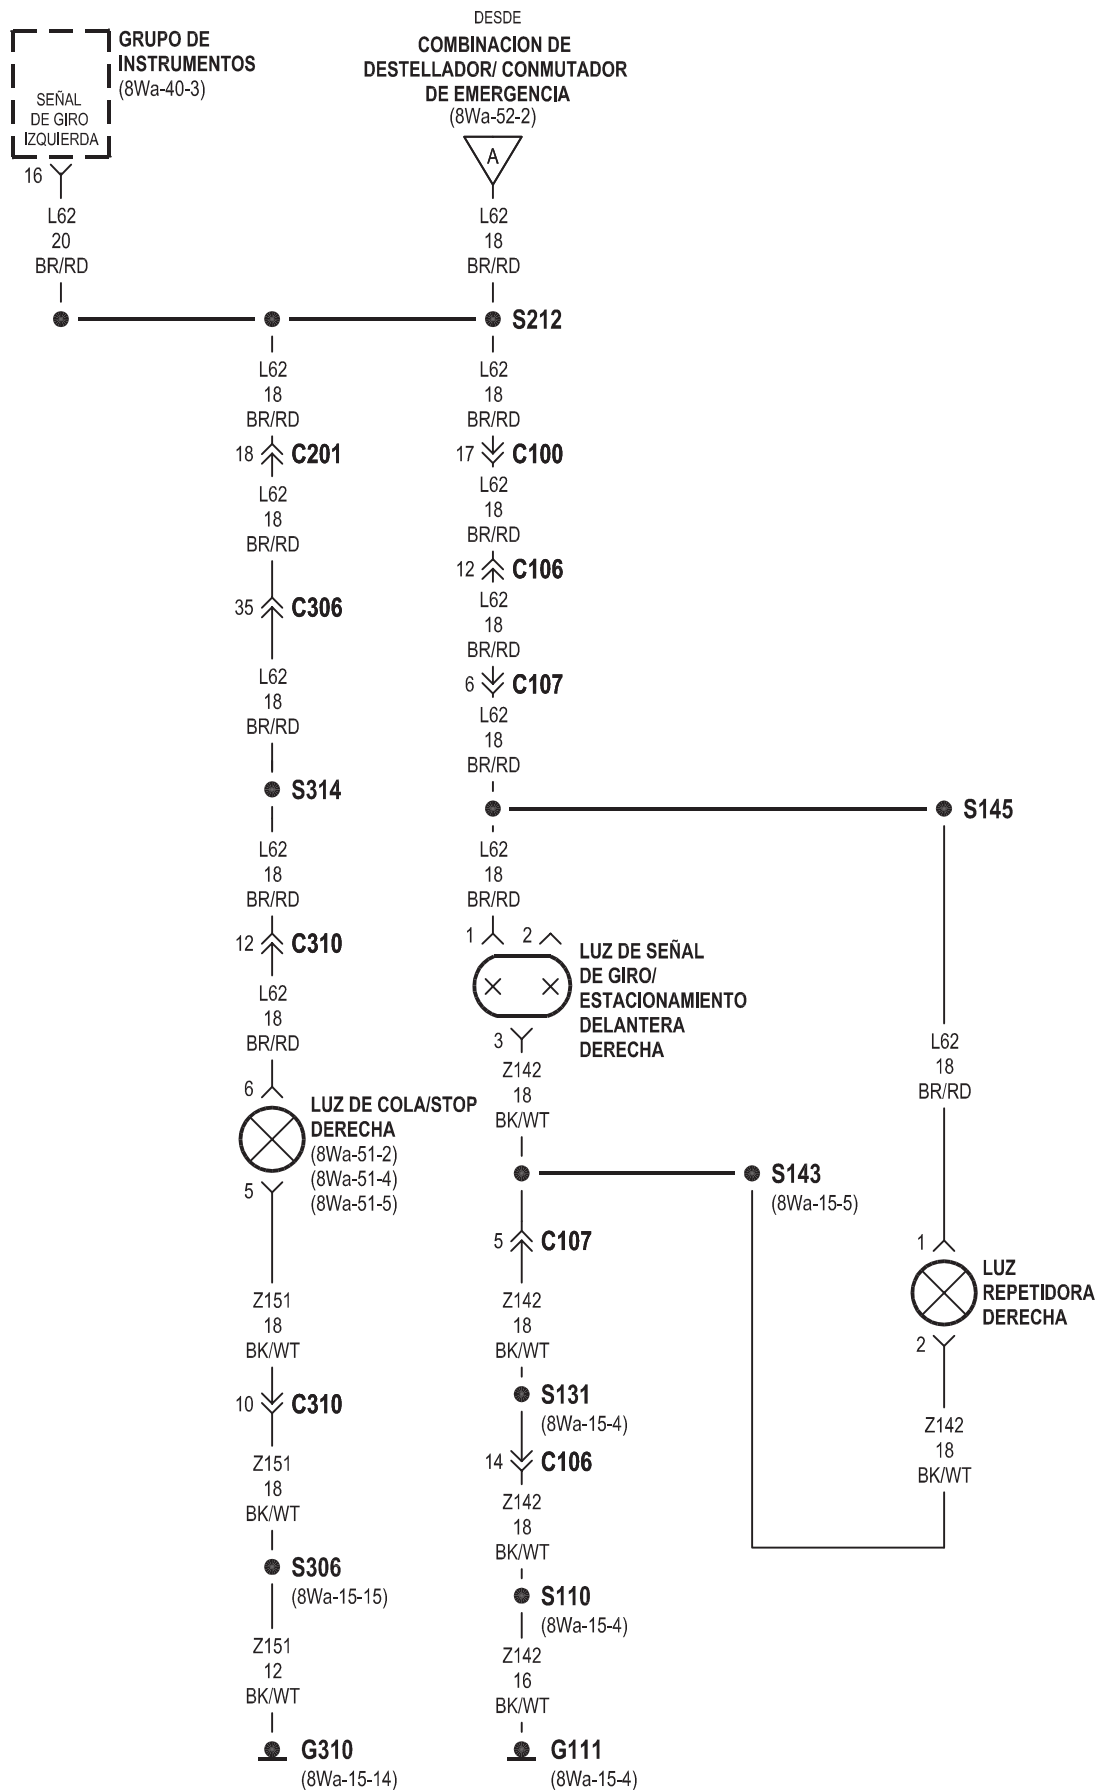 DESDE
GRUPO DE
INSTRUMENTOS
(8Wa-40-3)
SEÑAL
DE GIRO
IZQUIERDA
COMBINACION DE
DESTELLADOR/ CONMUTADOR
DE EMERGENCIA
(8Wa-52-2)
A
16
L62
20
BR/RD
L62
18
BR/RD
S212
L62
18
BR/RD
18 C201
L62
18
BR/RD
35 C306
L62
18
BR/RD
S314
L62
18
BR/RD
12 C310
L62
18
BR/RD
6
LUZ DE COLA/STOP
DERECHA
(8Wa-51-2)
(8Wa-51-4)
(8Wa-51-5)
5
Z151
18
BK/WT
10 C310
Z151
18
BK/WT
S306
(8Wa-15-15)
Z151
12
BK/WT
G310
(8Wa-15-14)
L62
18
BR/RD
17 C100
L62
18
BR/RD
12 C106
L62
18
BR/RD
6 C107
L62
18
BR/RD
S145
L62
18
BR/RD
1 2
LUZ DE SEÑAL
DE GIRO/
ESTACIONAMIENTO
DELANTERA
DERECHA
3
Z142
18
BK/WT
S143
(8Wa-15-5)
5 C107
Z142
18
BK/WT
S131
(8Wa-15-4)
14 C106
Z142
18
BK/WT
S110
(8Wa-15-4)
Z142
16
BK/WT
G111
(8Wa-15-4)
L62
18
BR/RD
1
LUZ
REPETIDORA
DERECHA
2
Z142
18
BK/WT